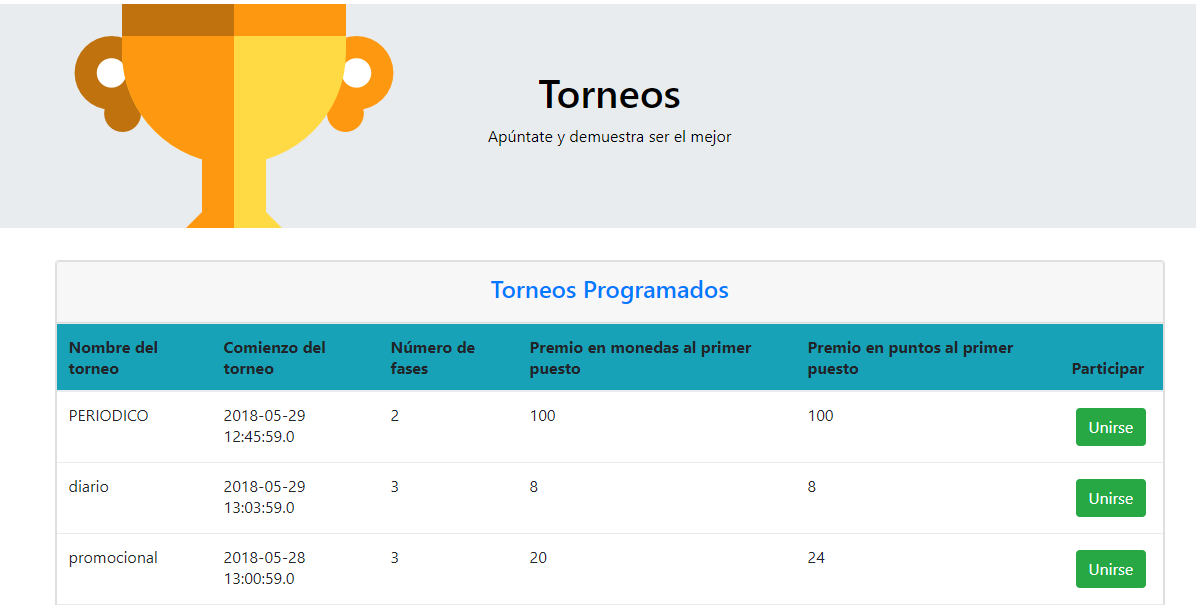 Torneos
Apúntate y demuestra ser el mejor
Torneos Programados
Nombre del torneo Comienzo del torneo Número de fases Premio en monedas al primer puesto Premio en puntos al primer puesto Participar
PERIODICO 2018-05-29 12:45:59.0 2 100 100 Unirse
diario 2018-05-29 13:03:59.0 3 8 8 Unirse
promocional 2018-05-28 13:00:59.0 3 20 24 Unirse